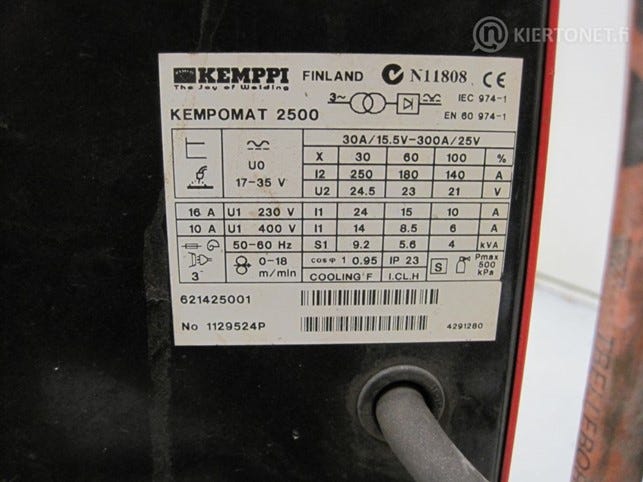 KIERTONET.fi
KEMPPI FINLAND N11808 CE
The Joy of Welding
3~ IEC 974-1
KEMPOMAT 2500 EN 60 974-1
30A/15.5V-300A/25V
X 30 60 100 %
U0 I2 250 180 140 A
17-35 V U2 24.5 23 21 V
16 A U1 230 V I1 24 15 10 A
10 A U1 400 V I1 14 8.5 6 A
50-60 Hz S1 9.2 5.6 4 kVA
3~ 0-18 m/min cos φ 1 0.95 IP 23 S Pmax 500 kPa
COOLING F I.CL.H
621425001
No 1129524P 4291280
TRELLEBOR